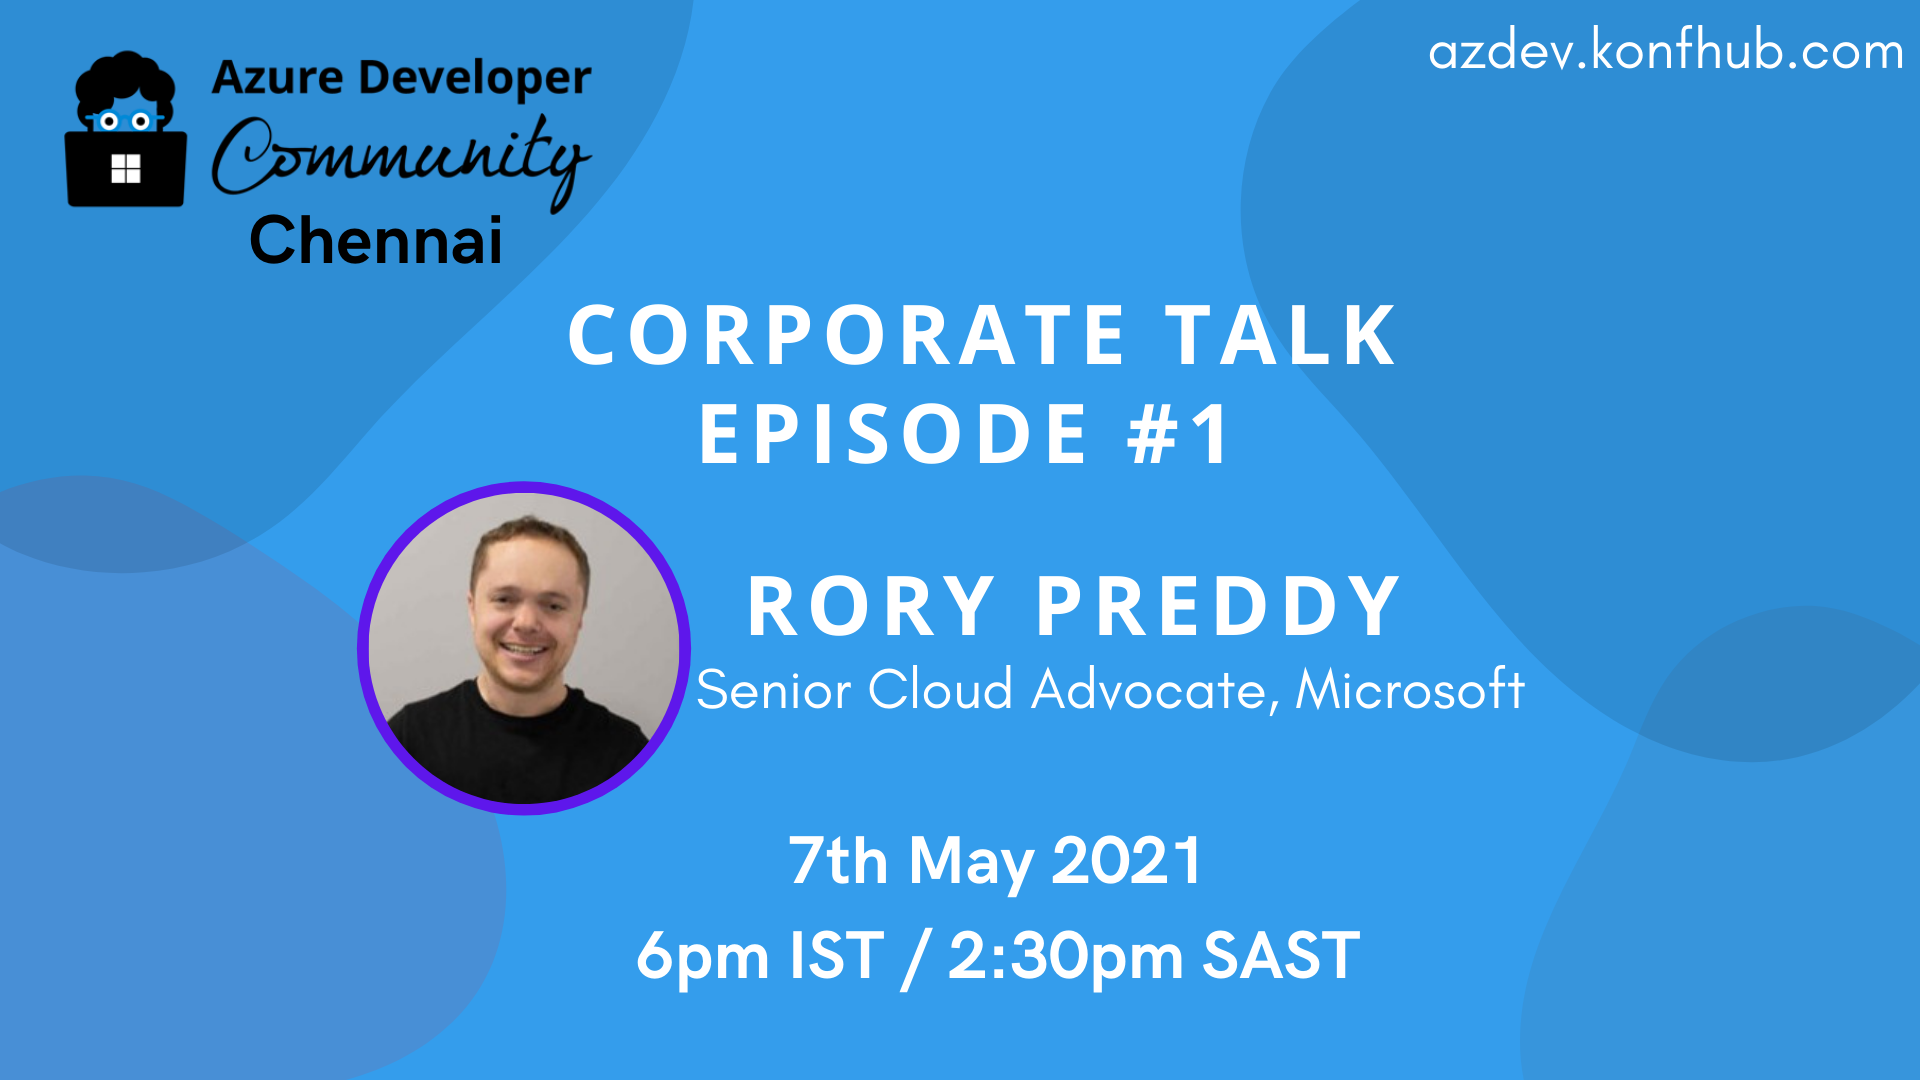 azdev.konfhub.com
Azure Developer
Community
Chennai
CORPORATE TALK
EPISODE #1
RORY PREDDY
Senior Cloud Advocate, Microsoft
7th May 2021
6pm IST / 2:30pm SAST